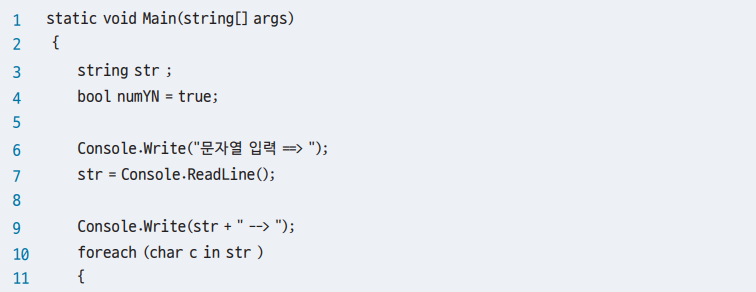 1 static void Main(string[] args)
2 {
3 string str ;
4 bool numYN = true;
5
6 Console.Write("문자열 입력 ==> ");
7 str = Console.ReadLine();
8
9 Console.Write(str + " --> ");
10 foreach (char c in str )
11 {